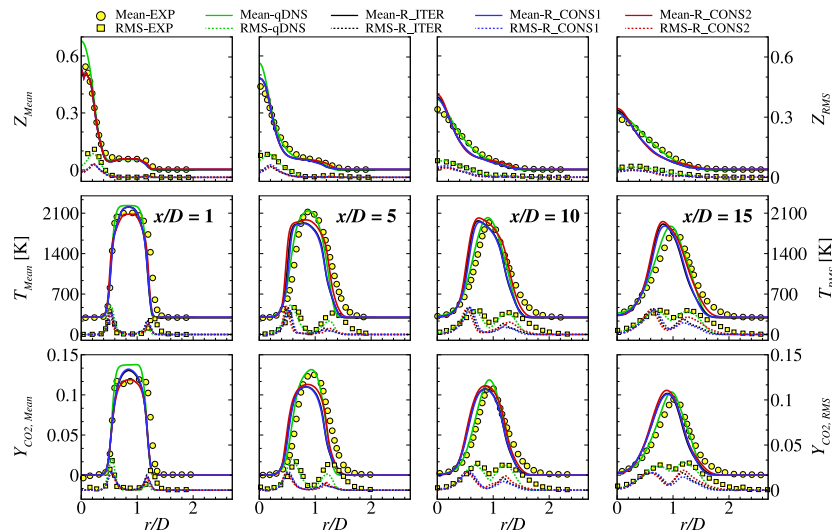 Mean-EXP Mean-qDNS Mean-R_ITER Mean-R_CONS1 Mean-R_CONS2
RMS-EXP RMS-qDNS RMS-R_ITER RMS-R_CONS1 RMS-R_CONS2
0.6
0.3
0
Z_Mean
0.6
0.3
0
Z_RMS
2100
1400
700
0
T_Mean [K]
x/D = 1
x/D = 5
x/D = 10
x/D = 15
2100
1400
700
0
T_RMS [K]
0.15
0.1
0.05
0
Y_CO2, Mean
0.15
0.1
0.05
0
Y_CO2, RMS
0 1 2 0 1 2 0 1 2 0 1 2
r/D r/D r/D r/D